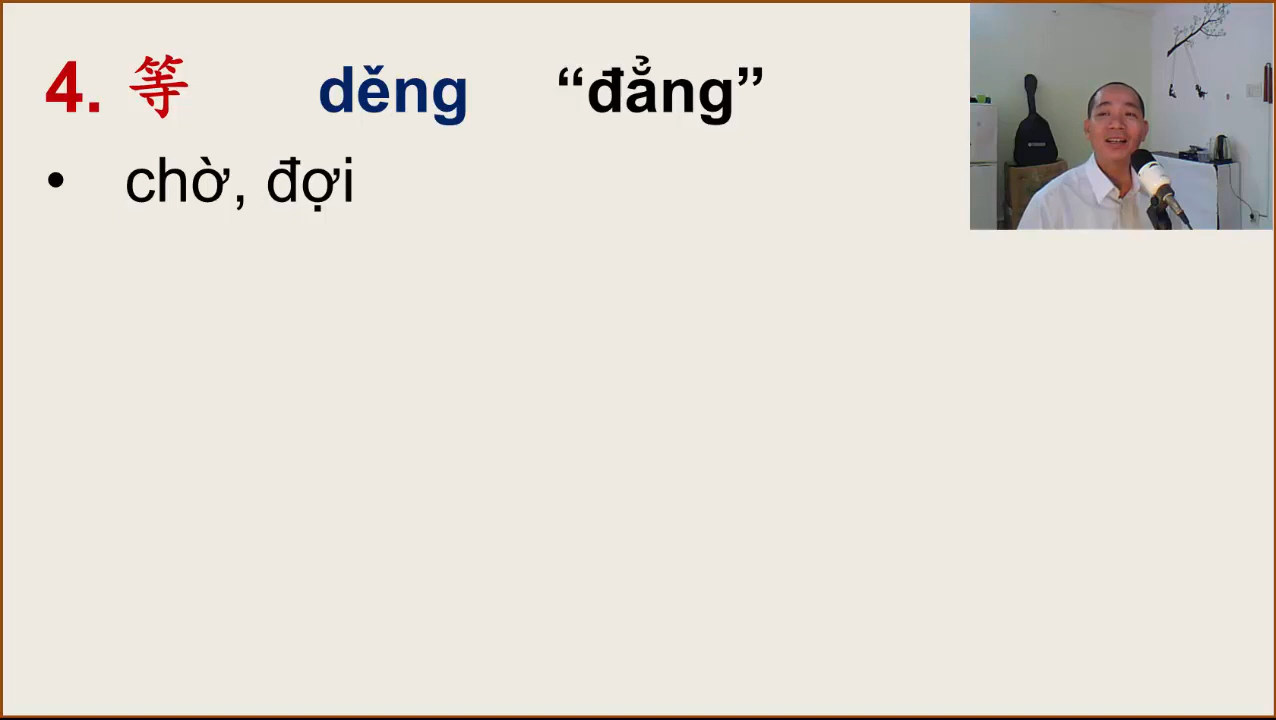 4. 等 děng “đẳng”
• chờ, đợi